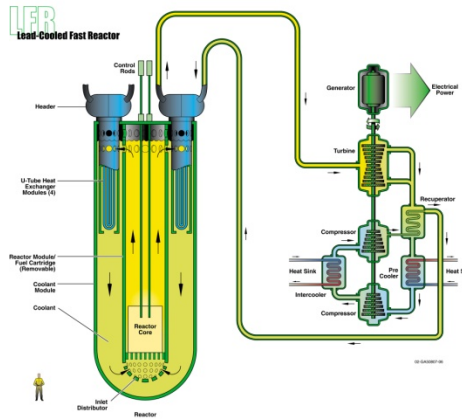 LFR
Lead-Cooled Fast Reactor
Control
Rods
Header
U-Tube Heat
Exchanger
Modules (4)
Reactor Module/
Fuel Cartridge
(Removable)
Coolant
Module
Coolant
Reactor
Core
Inlet
Distributor
Reactor
Generator
Electrical
Power
Turbine
Recuperator
Compressor
Heat Sink
Pre
Cooler
Heat
Intercooler
Compressor